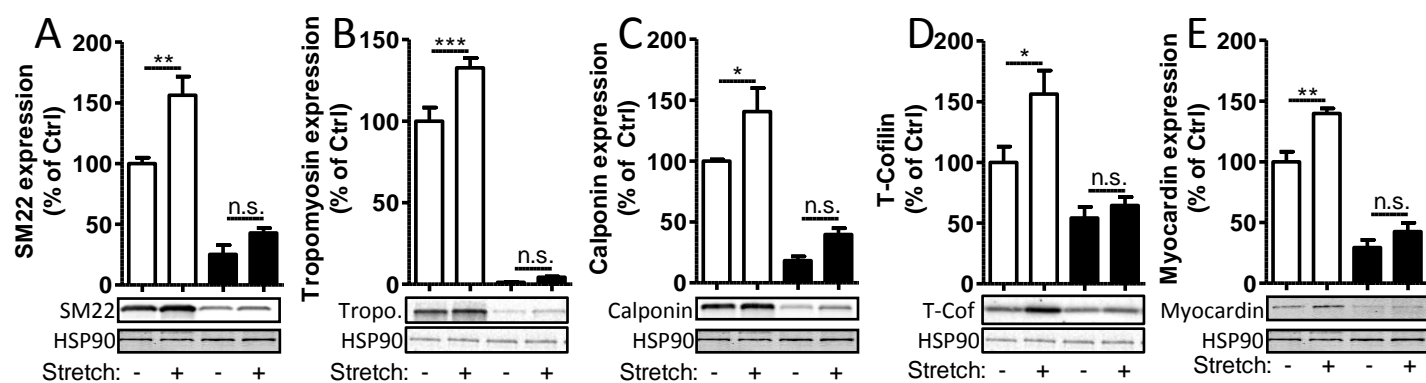 A
SM22 expression
(% of Ctrl)
200
150
100
50
0
**
n.s.
SM22
HSP90
Stretch: - + - +
B
Tropomyosin expression
(% of Ctrl)
150
100
50
0
***
n.s.
Tropo.
HSP90
Stretch: - + - +
C
Calponin expression
(% of Ctrl)
200
150
100
50
0
*
n.s.
Calponin
HSP90
Stretch: - + - +
D
T-Cofilin
(% of Ctrl)
200
150
100
50
0
*
n.s.
T-Cof
HSP90
Stretch: - + - +
E
Myocardin expression
(% of Ctrl)
200
150
100
50
0
**
n.s.
Myocardin
HSP90
Stretch: - + - +